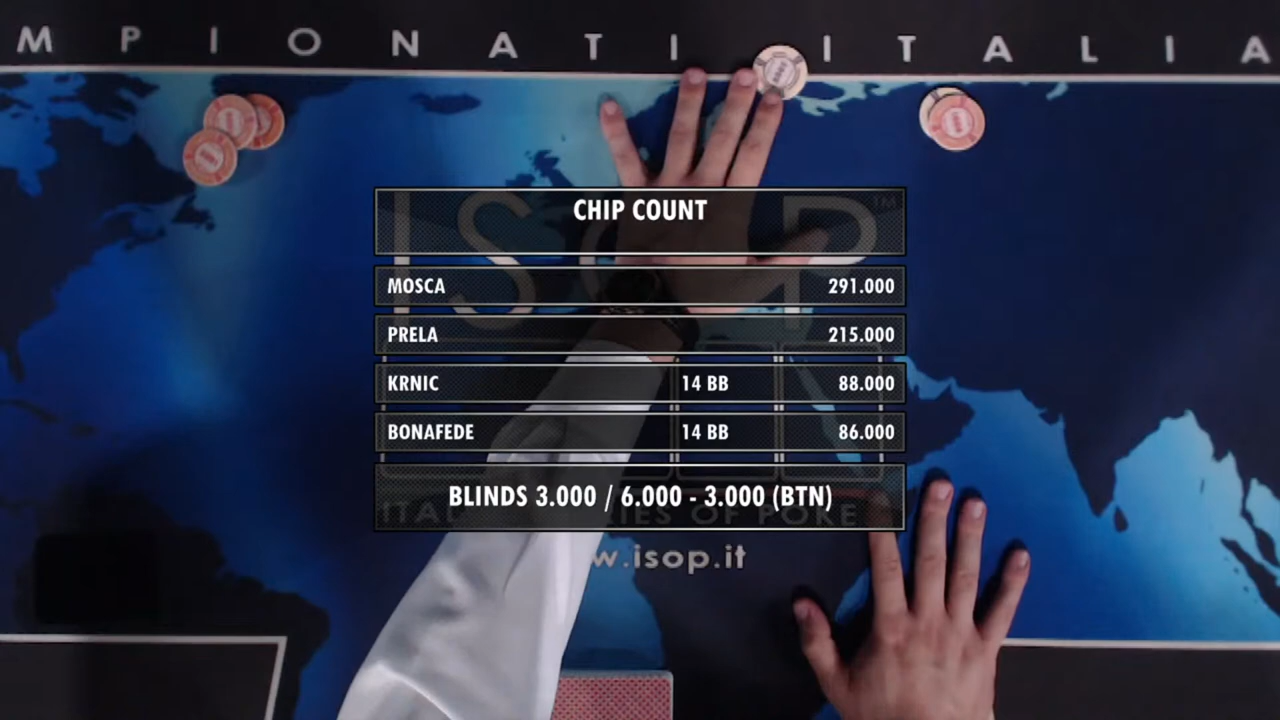 MPIONATI ITALIA
CHIP COUNT
MOSCA 291.000
PRELA 215.000
KRNIC 14 BB 88.000
BONAFEDE 14 BB 86.000
BLINDS 3.000 / 6.000 - 3.000 (BTN)
w.isop.it